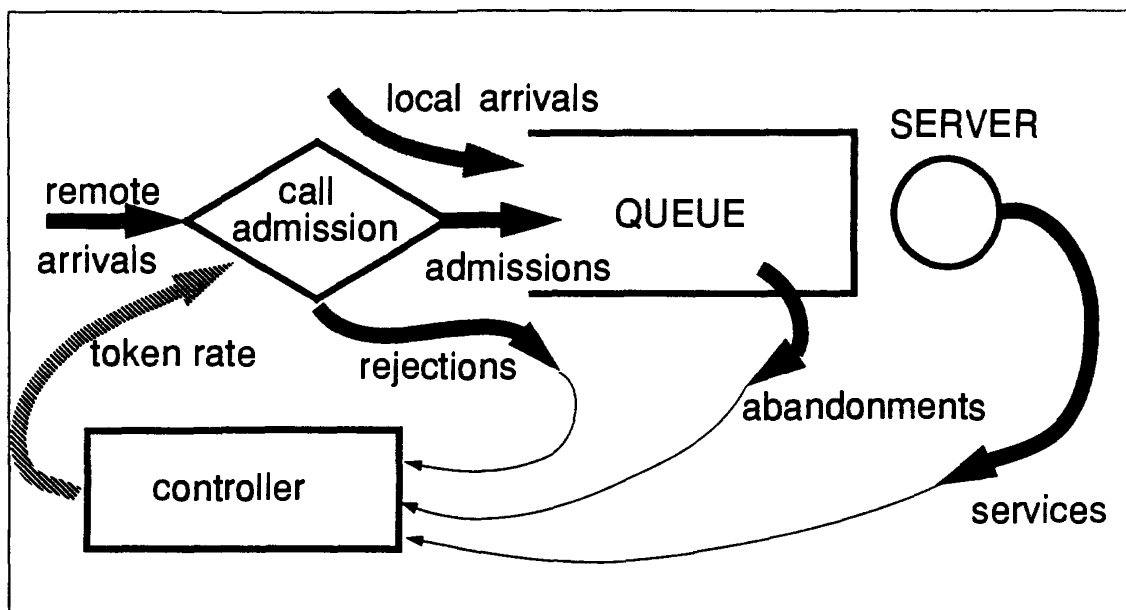 local arrivals
SERVER
remote
arrivals
call
admission
QUEUE
admissions
token rate
rejections
abandonments
controller
services